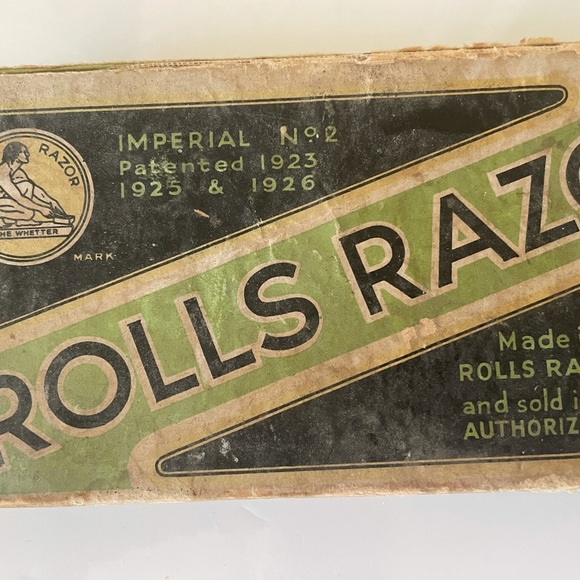 RAZOR
THE WHETTER
MARK
IMPERIAL Nº2
Patented 1923
1925 & 1926
ROLLS RAZO
Made
ROLLS RA
and sold i
AUTHORIZ